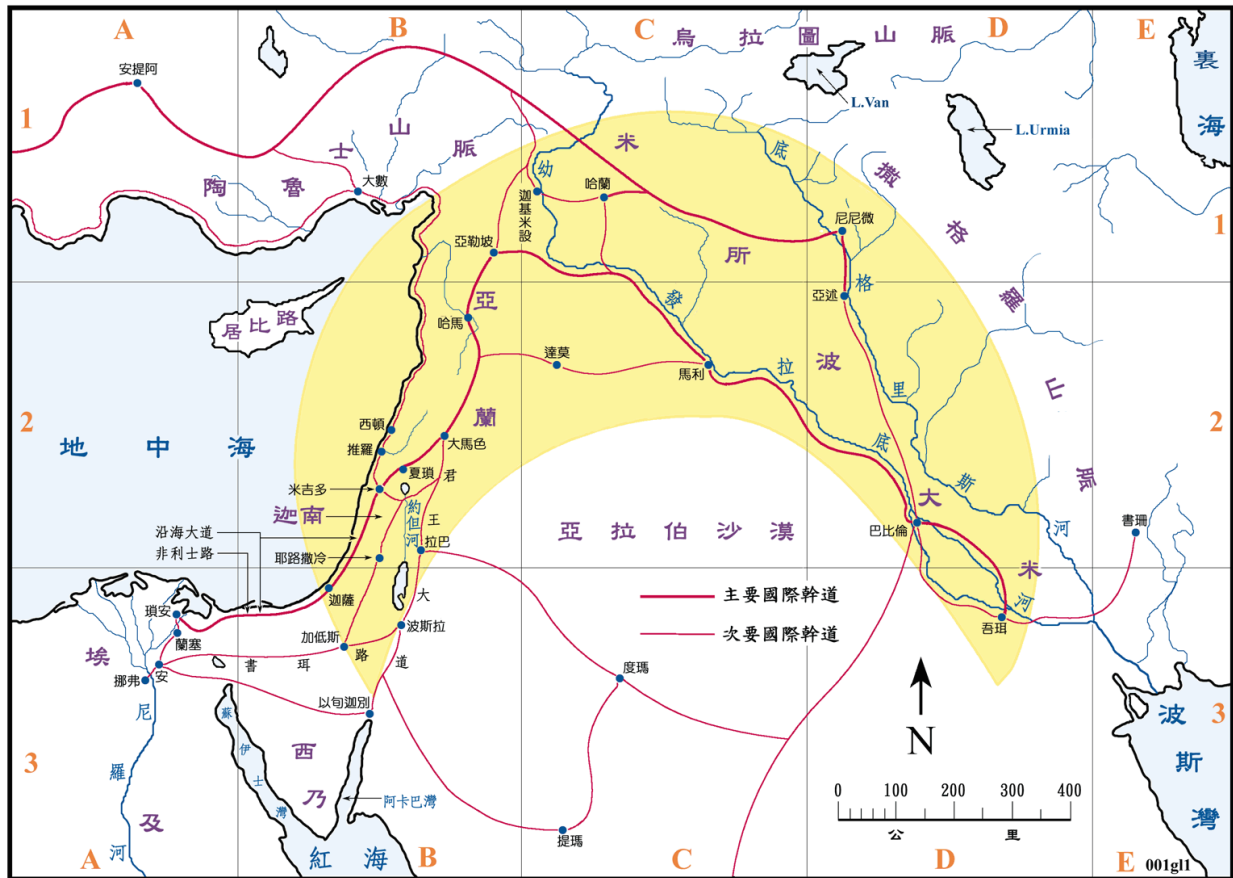 A
B
C
D
E
烏拉圖山脈
裏海
安提阿
L.Van
L.Urmia
1
1
1
陶魯士山脈
大數
幼發拉底河
底格里斯河
米所波大米
撒格羅山脈
迦基米設
哈蘭
尼尼微
亞勒坡
亞述
亞蘭
居比路
哈馬
達莫
馬利
2
2
地中海
西頓
推羅
大馬色
夏瑣
米吉多
君王大道
約但河
迦南
沿海大道
非利士路
耶路撒冷
拉巴
亞拉伯沙漠
巴比倫
書珊
迦薩
主要國際幹道
次要國際幹道
吾珥
瑣安
蘭塞
加低斯
波斯拉
書珥路
埃及
挪弗
安
以旬迦別
度瑪
尼羅河
蘇伊士灣
西乃
阿卡巴灣
提瑪
N
波斯灣
3
3
0 100 200 300 400
公里
紅海
A
B
C
D
E
001gl1